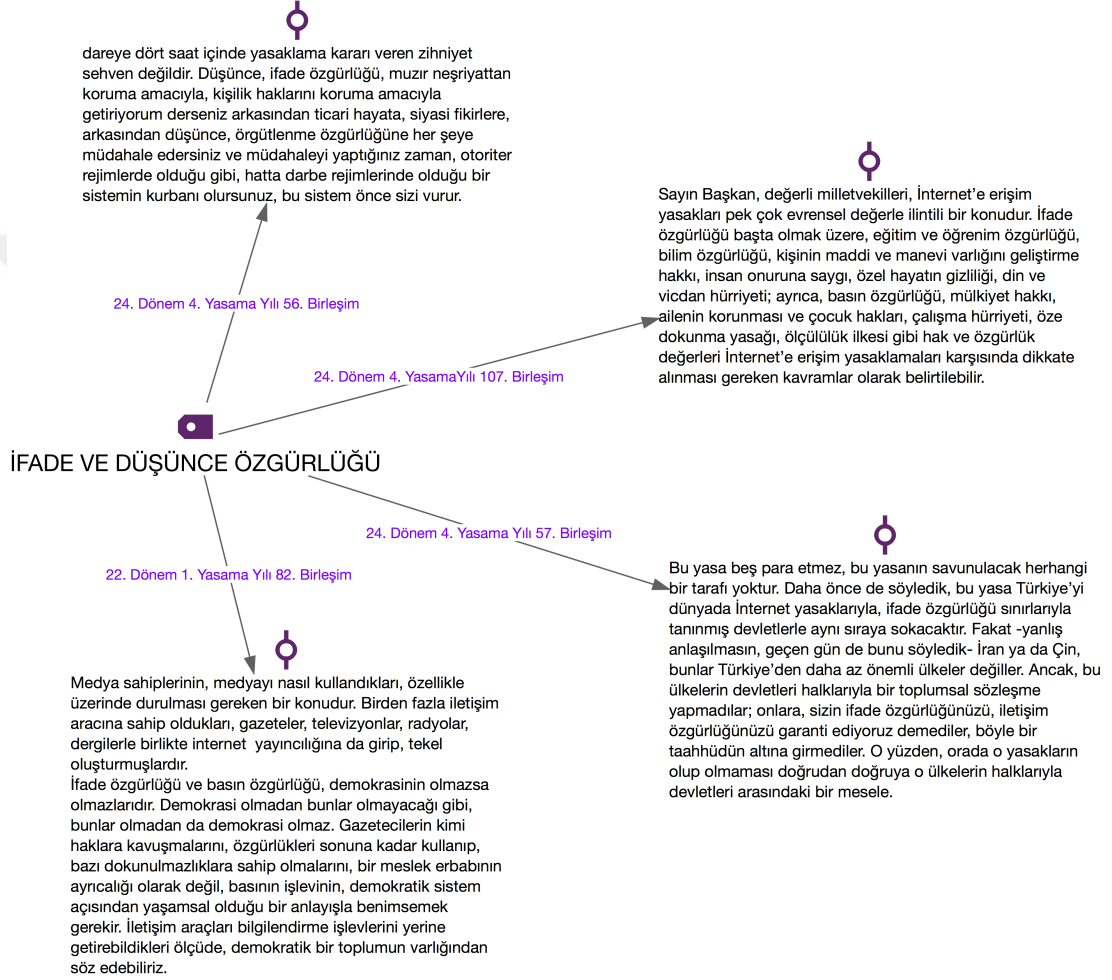 dareye dört saat içinde yasaklama kararı veren zihniyet
sehven değildir. Düşünce, ifade özgürlüğü, muzır neşriyattan
koruma amacıyla, kişilik haklarını koruma amacıyla
getiriyorum derseniz arkasından ticari hayata, siyasi fikirlere,
arkasından düşünce, örgütlenme özgürlüğüne her şeye
müdahale edersiniz ve müdahaleyi yaptığınız zaman, otoriter
rejimlerde olduğu gibi, hatta darbe rejimlerinde olduğu bir
sistemin kurbanı olursunuz, bu sistem önce sizi vurur.
Sayın Başkan, değerli milletvekilleri, İnternet’e erişim
yasakları pek çok evrensel değerle ilintili bir konudur. İfade
özgürlüğü başta olmak üzere, eğitim ve öğrenim özgürlüğü,
bilim özgürlüğü, kişinin maddi ve manevi varlığını geliştirme
hakkı, insan onuruna saygı, özel hayatın gizliliği, din ve
vicdan hürriyeti; ayrıca, basın özgürlüğü, mülkiyet hakkı,
ailenin korunması ve çocuk hakları, çalışma hürriyeti, öze
dokunma yasağı, ölçülülük ilkesi gibi hak ve özgürlük
değerleri İnternet’e erişim yasaklamaları karşısında dikkate
alınması gereken kavramlar olarak belirtilebilir.
24. Dönem 4. Yasama Yılı 56. Birleşim
24. Dönem 4. YasamaYılı 107. Birleşim
İFADE VE DÜŞÜNCE ÖZGÜRLÜĞÜ
24. Dönem 4. Yasama Yılı 57. Birleşim
22. Dönem 1. Yasama Yılı 82. Birleşim
Bu yasa beş para etmez, bu yasanın savunulacak herhangi
bir tarafı yoktur. Daha önce de söyledik, bu yasa Türkiye’yi
dünyada İnternet yasaklarıyla, ifade özgürlüğü sınırlarıyla
tanınmış devletlerle aynı sıraya sokacaktır. Fakat -yanlış
anlaşılmasın, geçen gün de bunu söyledik- İran ya da Çin,
bunlar Türkiye’den daha az önemli ülkeler değiller. Ancak, bu
ülkelerin devletleri halklarıyla bir toplumsal sözleşme
yapmadılar; onlara, sizin ifade özgürlüğünüzü, iletişim
özgürlüğünüzü garanti ediyoruz demediler, böyle bir
taahhüdün altına girmediler. O yüzden, orada o yasakların
olup olmaması doğrudan doğruya o ülkelerin halklarıyla
devletleri arasındaki bir mesele.
Medya sahiplerinin, medyayı nasıl kullandıkları, özellikle
üzerinde durulması gereken bir konudur. Birden fazla iletişim
aracına sahip oldukları, gazeteler, televizyonlar, radyolar,
dergilerle birlikte internet  yayıncılığına da girip, tekel
oluşturmuşlardır.
İfade özgürlüğü ve basın özgürlüğü, demokrasinin olmazsa
olmazlarıdır. Demokrasi olmadan bunlar olmayacağı gibi,
bunlar olmadan da demokrasi olmaz. Gazetecilerin kimi
haklara kavuşmalarını, özgürlükleri sonuna kadar kullanıp,
bazı dokunulmazlıklara sahip olmalarını, bir meslek erbabının
ayrıcalığı olarak değil, basının işlevinin, demokratik sistem
açısından yaşamsal olduğu bir anlayışla benimsemek
gerekir. İletişim araçları bilgilendirme işlevlerini yerine
getirebildikleri ölçüde, demokratik bir toplumun varlığından
söz edebiliriz.